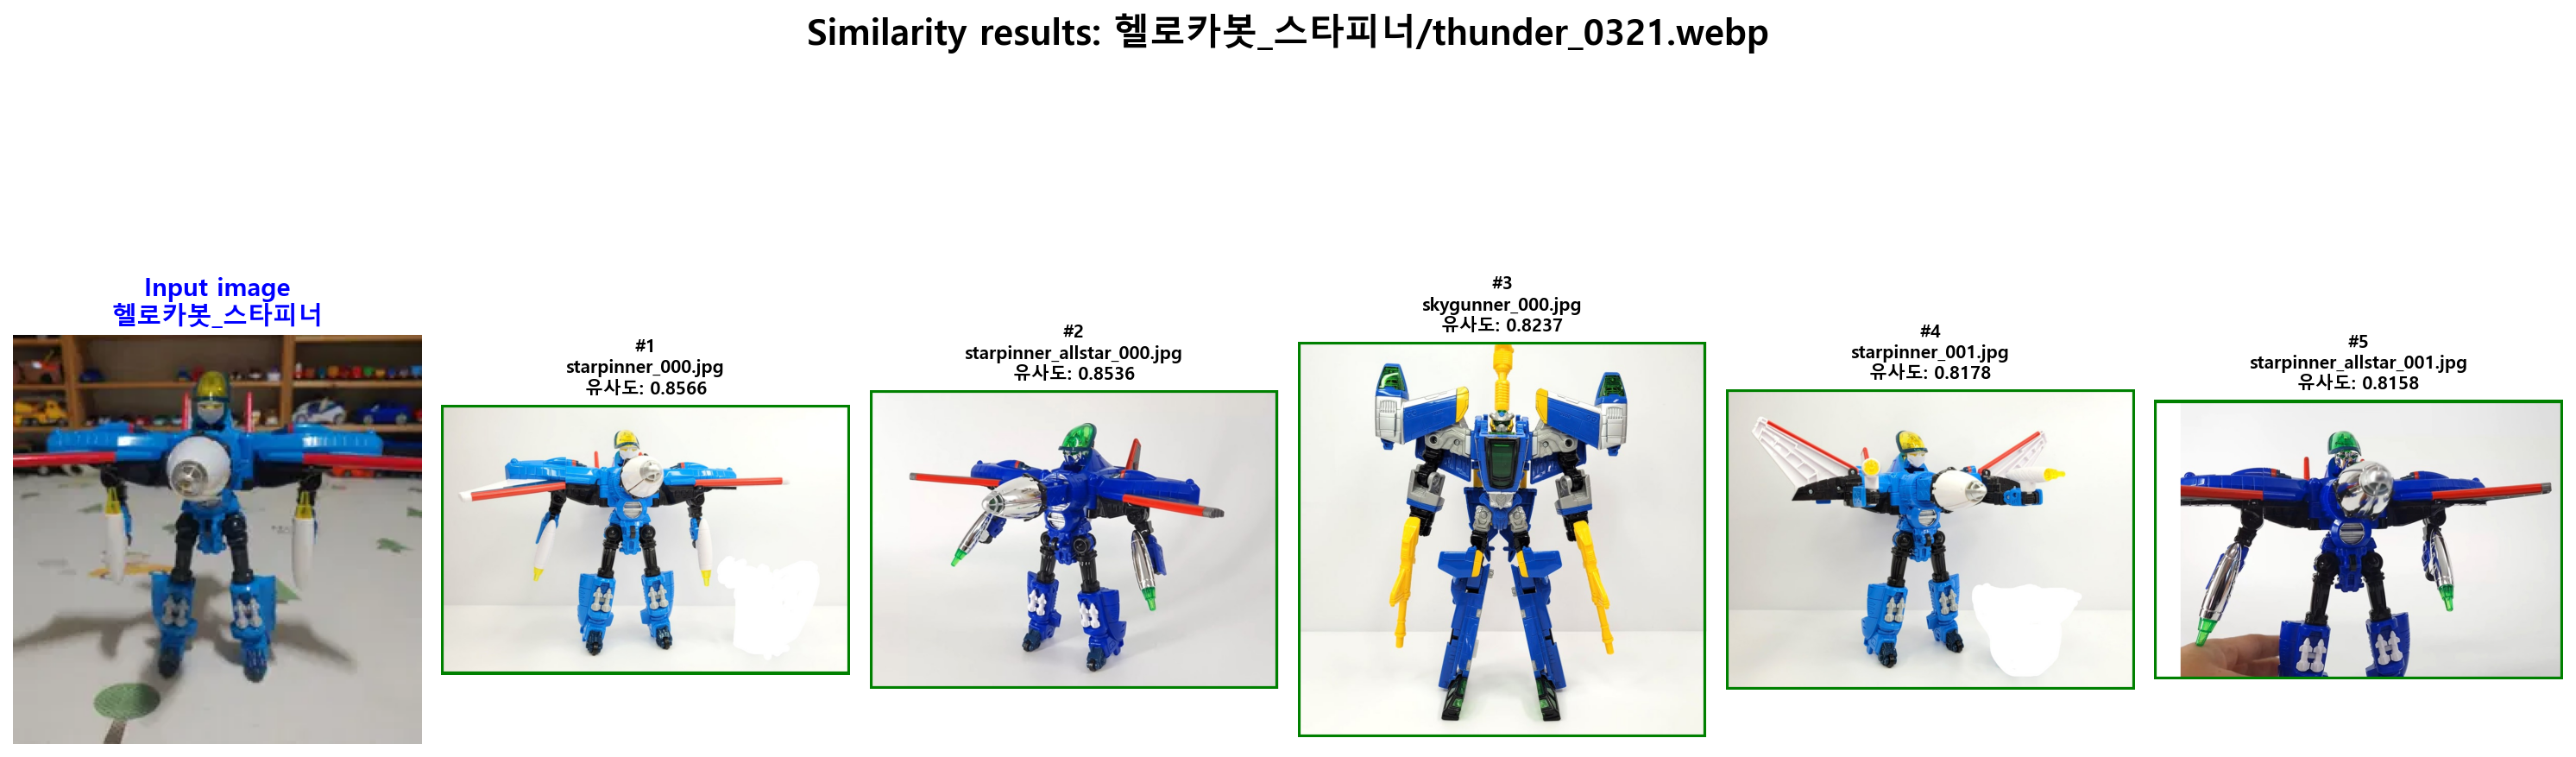 Similarity results: 헬로카봇_스타피너/thunder_0321.webp
Input image
헬로카봇_스타피너
#1
starpinner_000.jpg
유사도: 0.8566
#2
starpinner_allstar_000.jpg
유사도: 0.8536
#3
skygunner_000.jpg
유사도: 0.8237
#4
starpinner_001.jpg
유사도: 0.8178
#5
starpinner_allstar_001.jpg
유사도: 0.8158